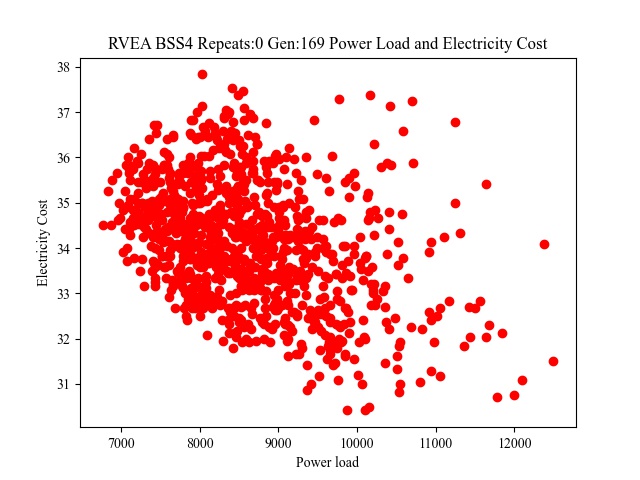 RVEA BSS4 Repeats:0 Gen:169 Power Load and Electricity Cost
38
37
36
35
34
33
32
31
Electricity Cost
7000 8000 9000 10000 11000 12000
Power load